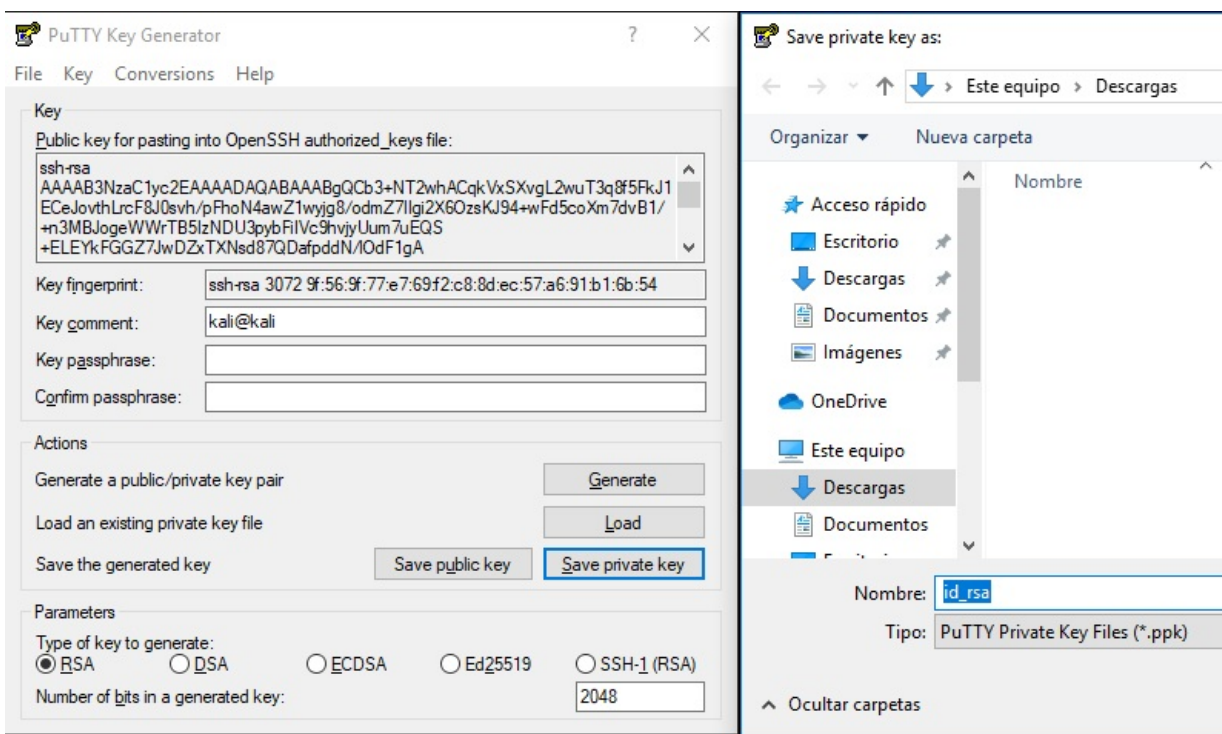 PuTTY Key Generator
File Key Conversions Help
Key
Public key for pasting into OpenSSH authorized_keys file:
ssh-rsa
AAAAB3NzaC1yc2EAAAADAQABAAABgQCb3+NT2whACqkVxSXvgL2wuT3q8f5FkJ1
ECeJovthLrcF8J0svh/pFhoN4awZ1wyjg8/odmZ7llgi2X6OzsKJ94+wFd5coXm7dvB1/
+n3MBJogeWWrTB5IzNDU3pybFilVc9hvjyUum7uEQS
+ELEYkFGGZ7JwDZxTXNsd87QDafpddN/lOdF1gA
Key fingerprint: ssh-rsa 3072 9f:56:9f:77:e7:69:f2:c8:8d:ec:57:a6:91:b1:6b:54
Key comment: kali@kali
Key passphrase:
Confirm passphrase:
Actions
Generate a public/private key pair Generate
Load an existing private key file Load
Save the generated key Save public key Save private key
Parameters
Type of key to generate:
RSA DSA ECDSA Ed25519 SSH-1 (RSA)
Number of bits in a generated key: 2048
Save private key as:
Este equipo > Descargas
Organizar Nueva carpeta
Nombre
Acceso rápido
Escritorio
Descargas
Documentos
Imágenes
OneDrive
Este equipo
Descargas
Documentos
Nombre: id_rsa
Tipo: PuTTY Private Key Files (*.ppk)
Ocultar carpetas